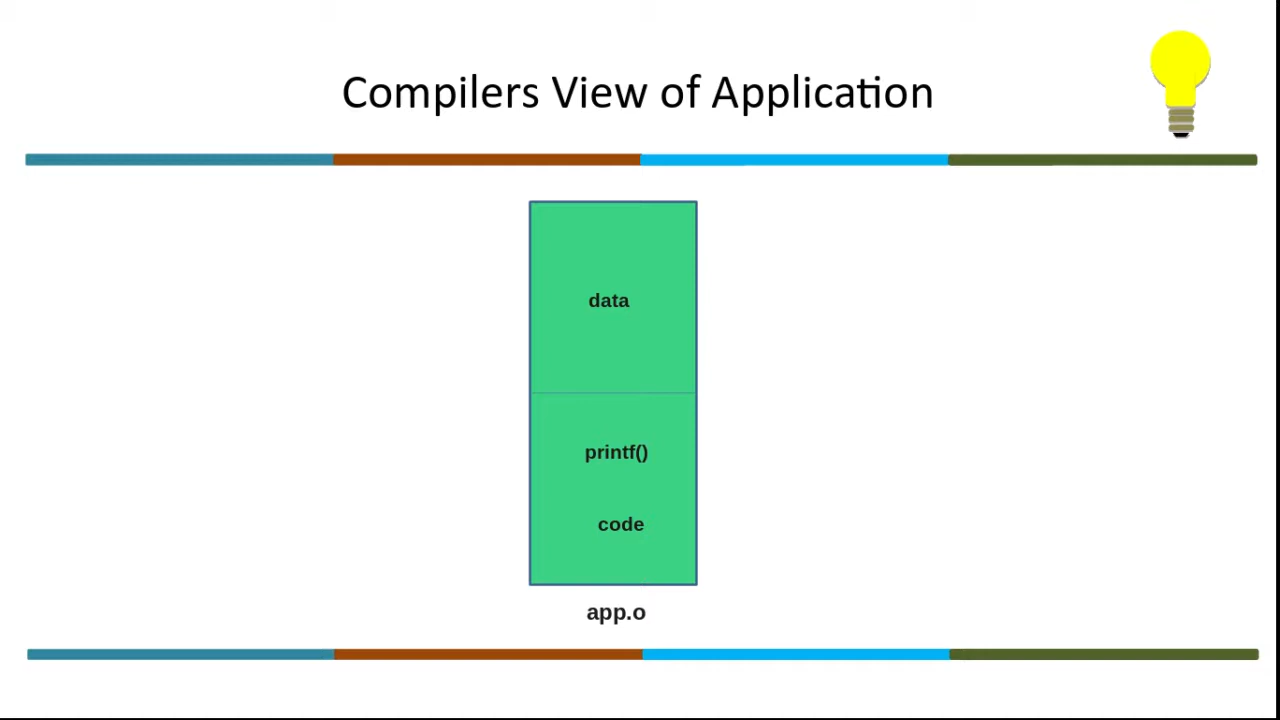 Compilers View of Application
data
printf()
code
app.o